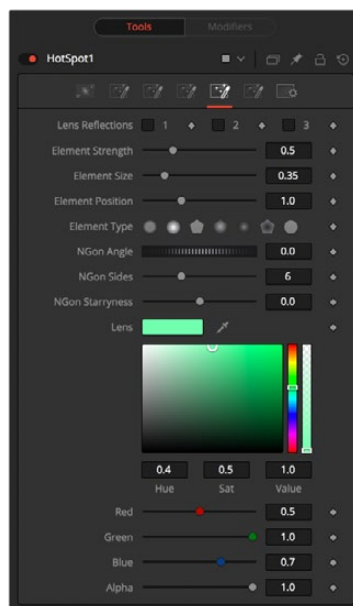 Tools Modifiers
HotSpot1
Lens Reflections 1 2 3
Element Strength 0.5
Element Size 0.35
Element Position 1.0
Element Type
NGon Angle 0.0
NGon Sides 6
NGon Starryness 0.0
Lens
0.4 0.5 1.0
Hue Sat Value
Red 0.5
Green 1.0
Blue 0.7
Alpha 1.0